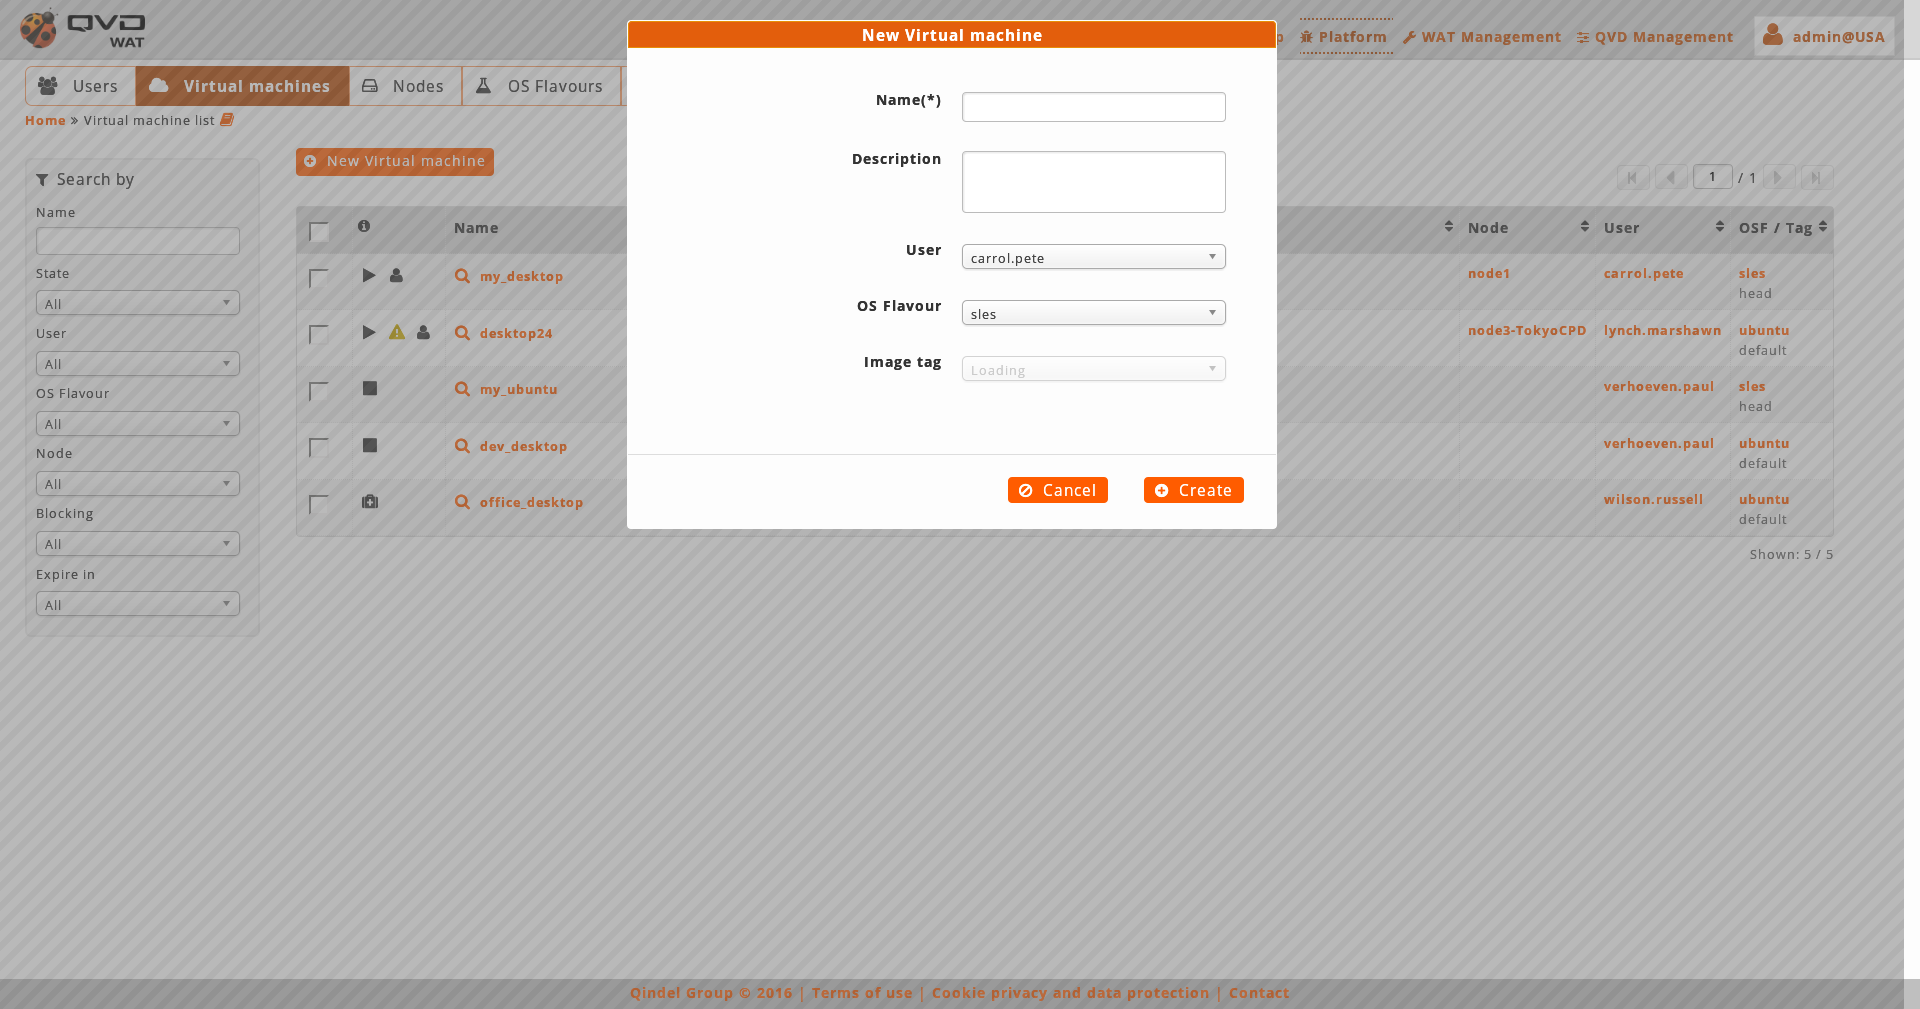 QVD
WAT
Platform
WAT Management
QVD Management
admin@USA
Users
Virtual machines
Nodes
OS Flavours
Home » Virtual machine list
New Virtual machine
Name(*)
Description
User
carrol.pete
OS Flavour
sles
Image tag
Loading
Cancel
Create
Search by
Name
State
All
User
All
OS Flavour
All
Node
All
Blocking
All
Expire in
All
New Virtual machine
1 / 1
Name Node User OSF / Tag
my_desktop node1 carrol.pete sles
head
desktop24 node3-TokyoCPD lynch.marshawn ubuntu
default
my_ubuntu verhoeven.paul sles
head
dev_desktop verhoeven.paul ubuntu
default
office_desktop wilson.russell ubuntu
default
Shown: 5 / 5
Qindel Group © 2016 | Terms of use | Cookie privacy and data protection | Contact